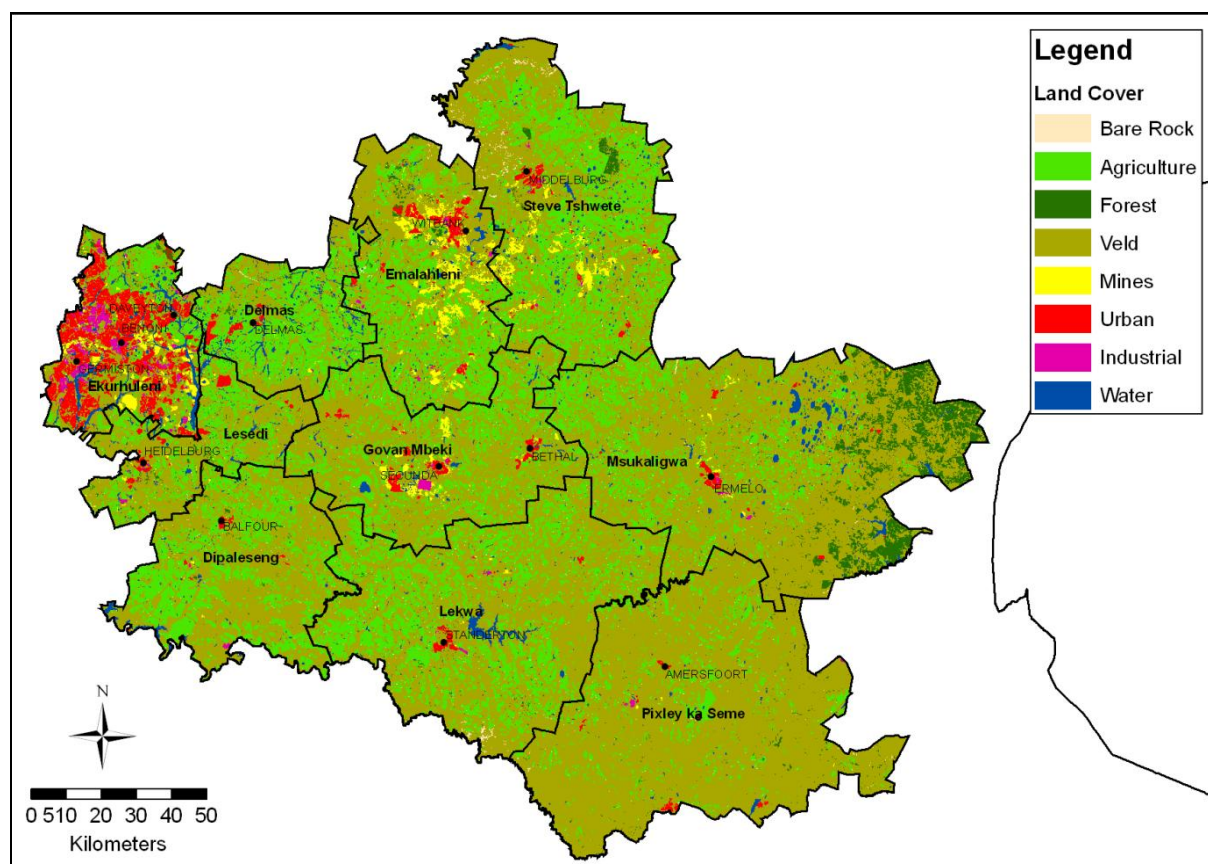 Legend
Land Cover
Bare Rock
Agriculture
Forest
Veld
Mines
Urban
Industrial
Water
MIDDELBURG
Steve Tshwete
WITBANK
Emalahleni
DAVEYTON
Delmas
DELMAS
BENONI
GERMISTON
Ekurhuleni
Lesedi
HEIDELBURG
Govan Mbeki
BETHAL
SECUNDA
Msukaligwa
ERMELO
BALFOUR
Dipaleseng
Lekwa
STANDERTON
AMERSFOORT
Pixley ka Seme
N
0 510 20 30 40 50
Kilometers